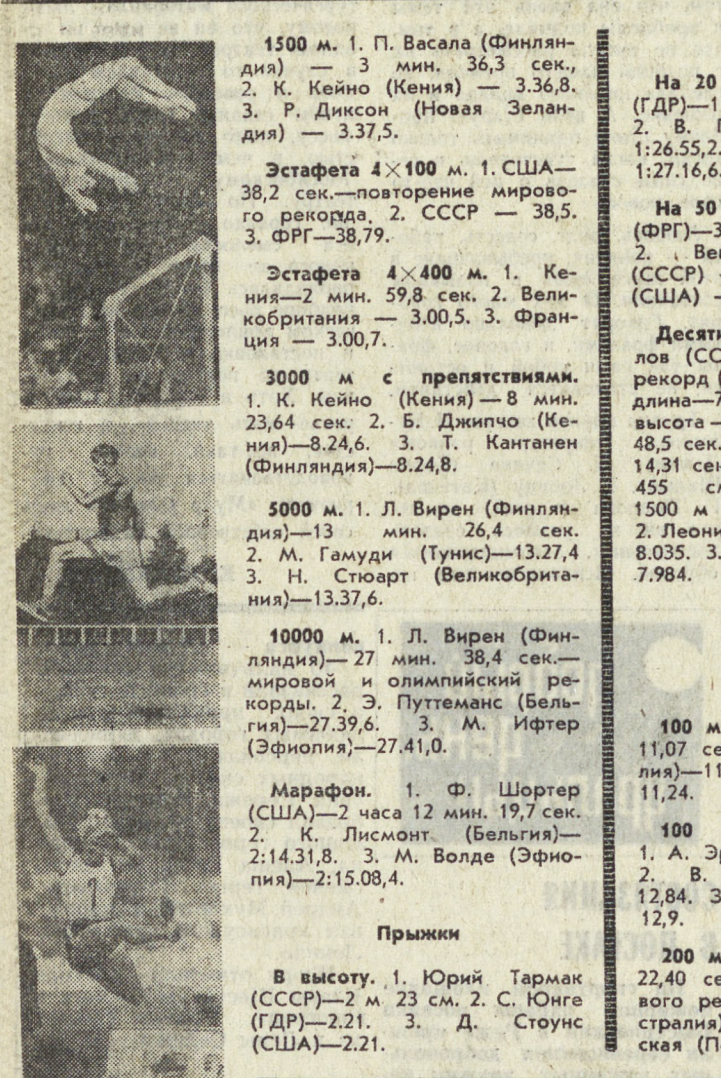 1500 м. 1. П. Васала (Финлян-
дия) — 3 мин. 36,3 сек.,
2. К. Кейно (Кения) — 3.36,8.
3. Р. Диксон (Новая Зелан-
дия) — 3.37,5.
Эстафета 4×100 м. 1. США—
38,2 сек.—повторение мирово-
го рекорда. 2. СССР — 38,5.
3. ФРГ—38,79.
Эстафета 4×400 м. 1. Ке-
ния—2 мин. 59,8 сек. 2. Вели-
кобритания — 3.00,5. 3. Фран-
ция — 3.00,7.
3000 м с препятствиями.
1. К. Кейно (Кения) — 8 мин.
23,64 сек. 2. Б. Джипчо (Ке-
ния)—8.24,6. 3. Т. Кантанен
(Финляндия)—8.24,8.
5000 м. 1. Л. Вирен (Финлян-
дия)—13 мин. 26,4 сек.
2. М. Гамуди (Тунис)—13.27,4
3. Н. Стюарт (Великобрита-
ния)—13.37,6.
10000 м. 1. Л. Вирен (Фин-
ляндия)— 27 мин. 38,4 сек.—
мировой и олимпийский ре-
корды. 2. Э. Путтеманс (Бель-
гия)—27.39,6. 3. М. Ифтер
(Эфиопия)—27.41,0.
Марафон. 1. Ф. Шортер
(США)—2 часа 12 мин. 19,7 сек.
2. К. Лисмонт (Бельгия)—
2:14.31,8. 3. М. Волде (Эфио-
пия)—2:15.08,4.
Прыжки
В высоту. 1. Юрий Тармак
(СССР)—2 м 23 см. 2. С. Юнге
(ГДР)—2.21. 3. Д. Стоунс
(США)—2.21.
На 20
(ГДР)—1
2. В.
1:26.55,2.
1:27.16,6.
На 50
(ФРГ)—3
2. Ве
(СССР)
(США) —
Десяти
лов (СС
рекорд (
длина—7
высота —
48,5 сек.
14,31 сек
455 с
1500 м
2. Леони
8.035. 3.
7.984.
100 м
11,07 се
лия)—11
11,24.
100
1. А. Эр
2. В.
12,84. 3
12,9.
200 м
22,40 се
вого ре
стралия)
ская (П